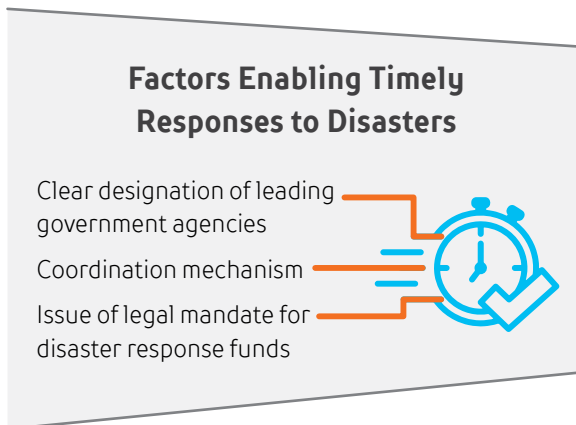 Factors Enabling Timely
Responses to Disasters
Clear designation of leading
government agencies
Coordination mechanism
Issue of legal mandate for
disaster response funds